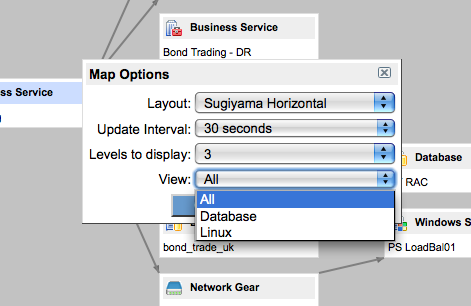 Business Service
Bond Trading - DR
ss Service
Map Options
Layout: Sugiyama Horizontal
Update Interval: 30 seconds
Levels to display: 3
View: All
All
Database
Linux
Database
RAC
Windows S
bond_trade_uk
PS LoadBal01
Network Gear